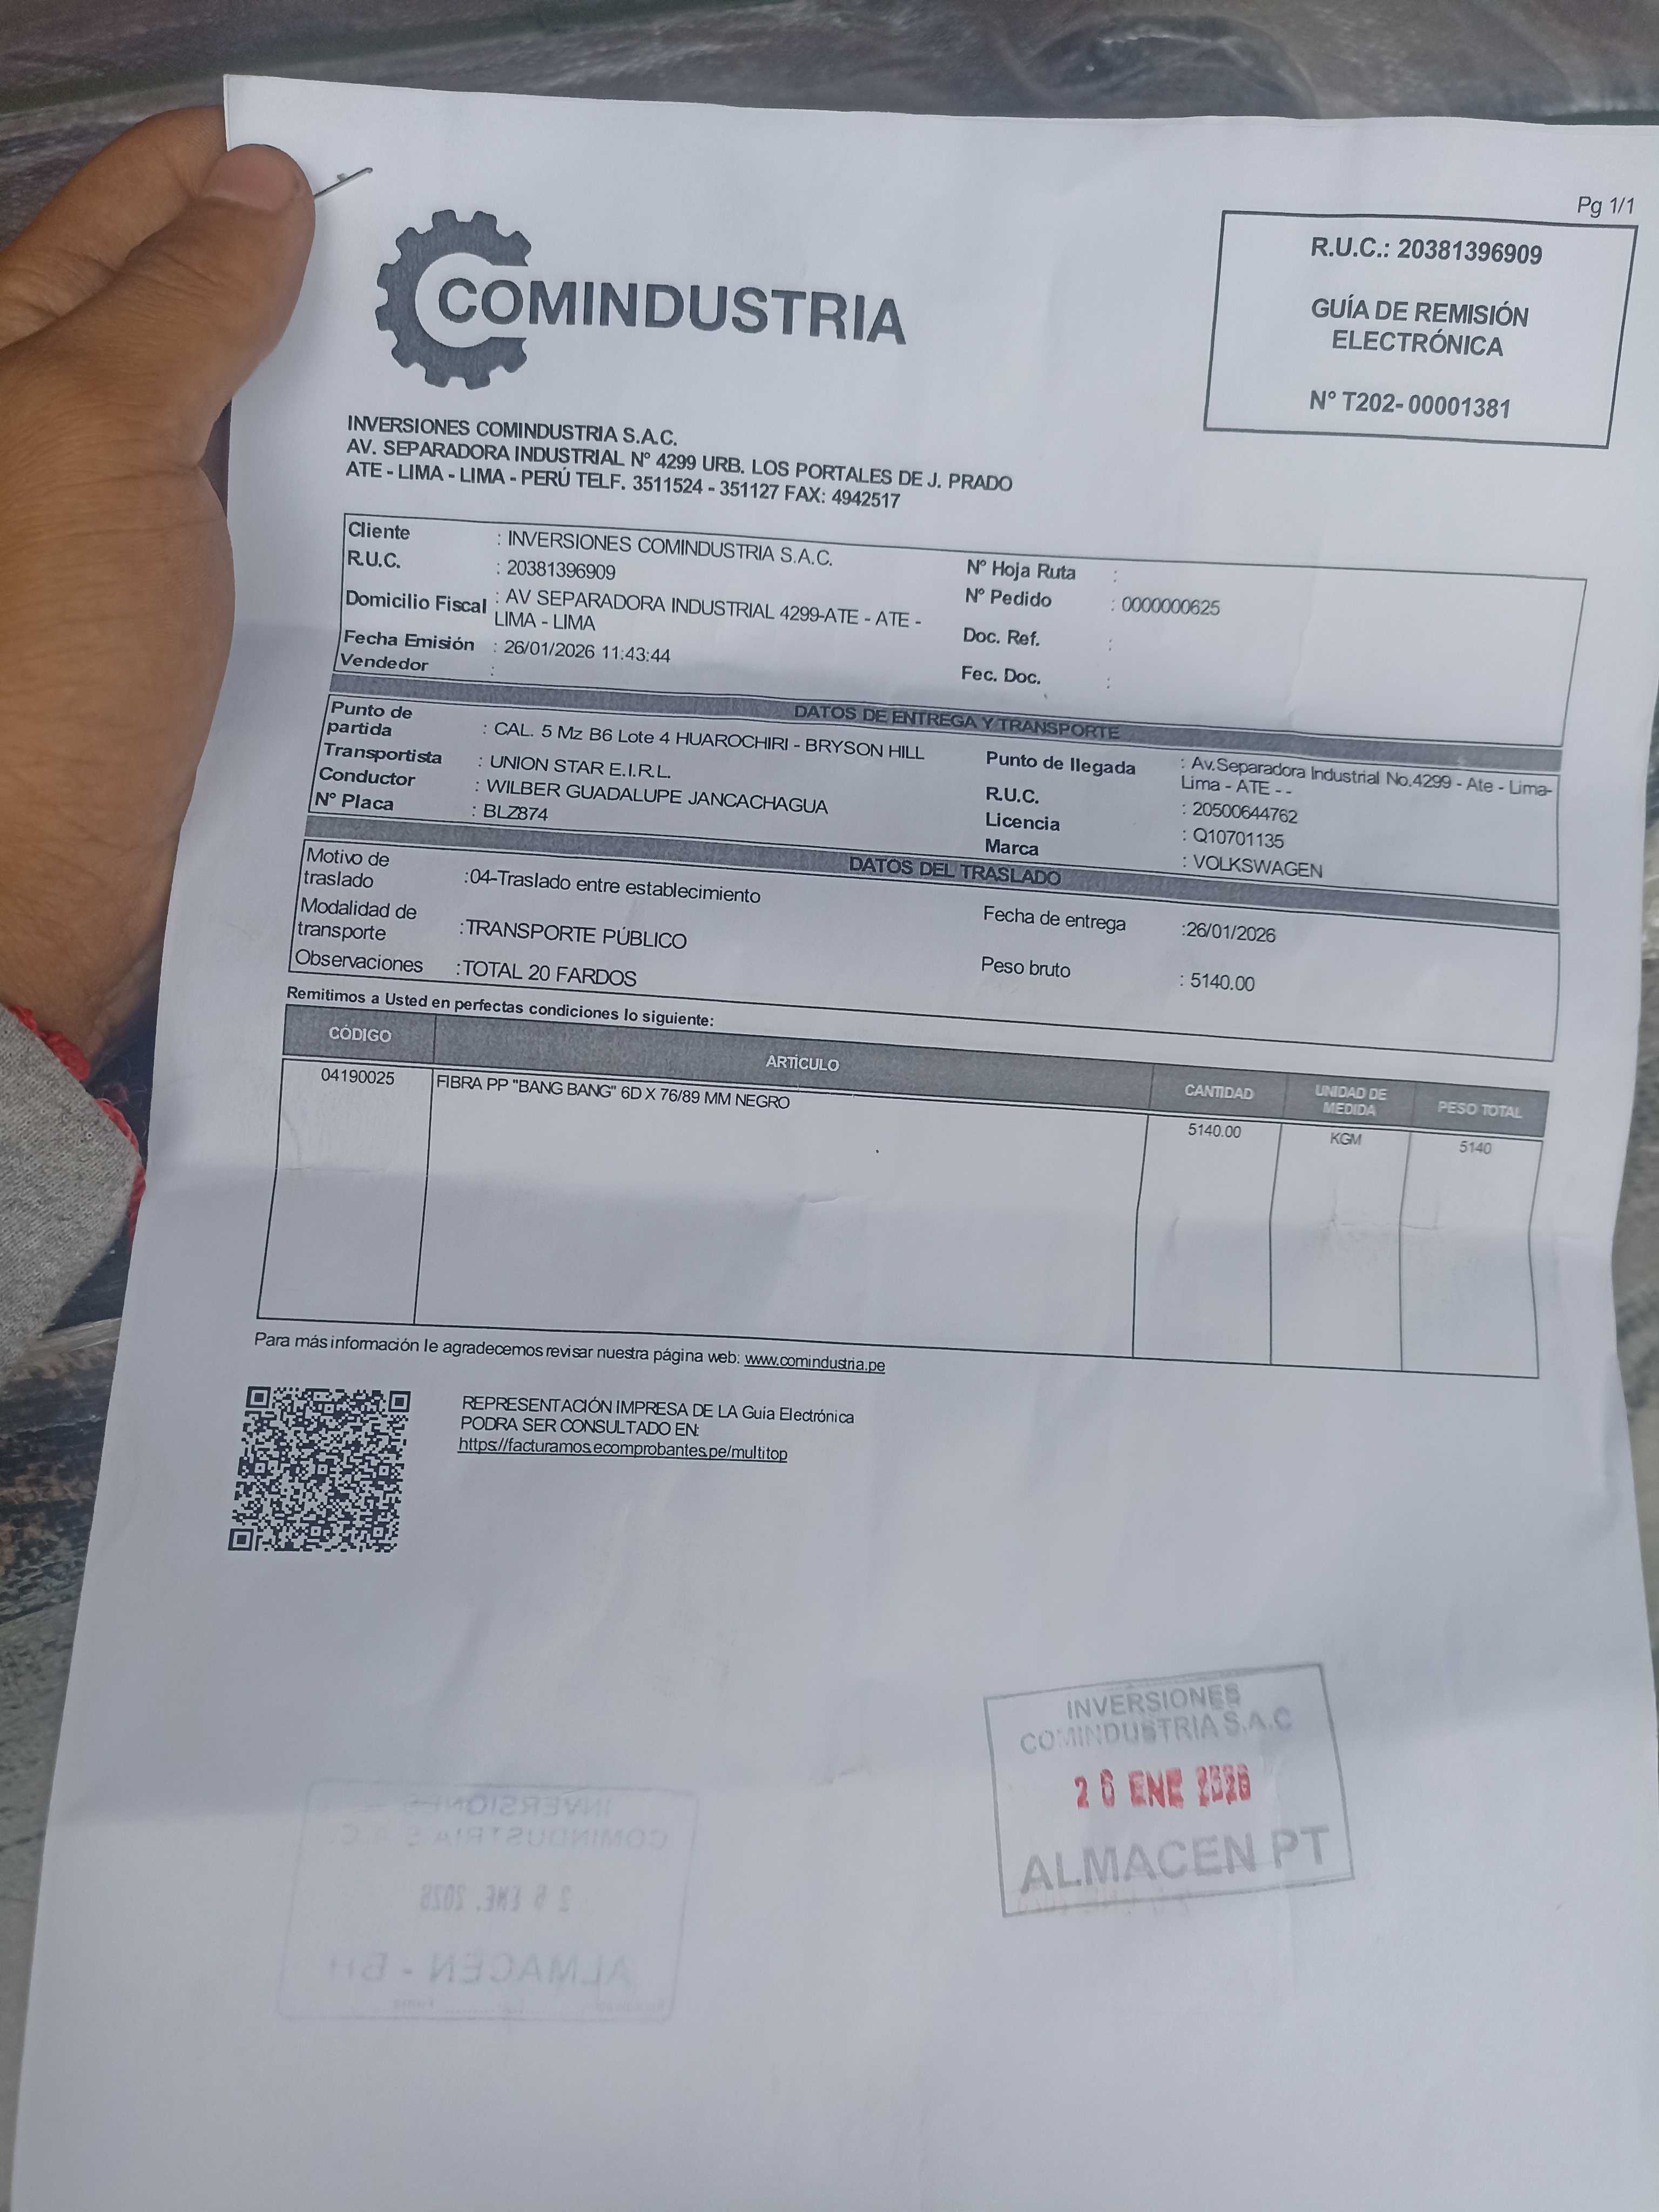 Pg 1/1
COMINDUSTRIA
R.U.C.: 20381396909
GUÍA DE REMISIÓN
ELECTRÓNICA
N° T202- 00001381
INVERSIONES COMINDUSTRIA S.A.C.
AV. SEPARADORA INDUSTRIAL N° 4299 URB. LOS PORTALES DE J. PRADO
ATE - LIMA - LIMA - PERÚ TELF. 3511524 - 351127 FAX: 4942517
Cliente : INVERSIONES COMINDUSTRIA S.A.C.
R.U.C. : 20381396909
Domicilio Fiscal : AV SEPARADORA INDUSTRIAL 4299-ATE - ATE -
LIMA - LIMA
Fecha Emisión : 26/01/2026 11:43:44
Vendedor :
N° Hoja Ruta :
N° Pedido : 0000000625
Doc. Ref. :
Fec. Doc. :
DATOS DE ENTREGA Y TRANSPORTE
Punto de
partida : CAL. 5 Mz B6 Lote 4 HUAROCHIRI - BRYSON HILL
Transportista : UNION STAR E.I.R.L.
Conductor : WILBER GUADALUPE JANCACHAGUA
N° Placa : BLZ874
Punto de llegada : Av.Separadora Industrial No.4299 - Ate - Lima-
Lima - ATE - -
R.U.C. : 20500644762
Licencia : Q10701135
Marca : VOLKSWAGEN
DATOS DEL TRASLADO
Motivo de
traslado :04-Traslado entre establecimiento
Modalidad de
transporte :TRANSPORTE PÚBLICO
Observaciones :TOTAL 20 FARDOS
Fecha de entrega :26/01/2026
Peso bruto : 5140.00
Remitimos a Usted en perfectas condiciones lo siguiente:
CÓDIGO ARTÍCULO CANTIDAD UNIDAD DE MEDIDA PESO TOTAL
04190025 FIBRA PP "BANG BANG" 6D X 76/89 MM NEGRO 5140.00 KGM 5140
Para más información le agradecemos revisar nuestra página web: www.comindustria.pe
REPRESENTACIÓN IMPRESA DE LA Guia Electrónica
PODRA SER CONSULTADO EN:
https://facturamos.ecomprobantes.pe/multitop
INVERSIONES
COMINDUSTRIA S.A.C
26 ENE 2026
ALMACEN PT
INVERSIONES
COMINDUSTRIA S.A.C.
26 ENE. 2026
ALMACEN -